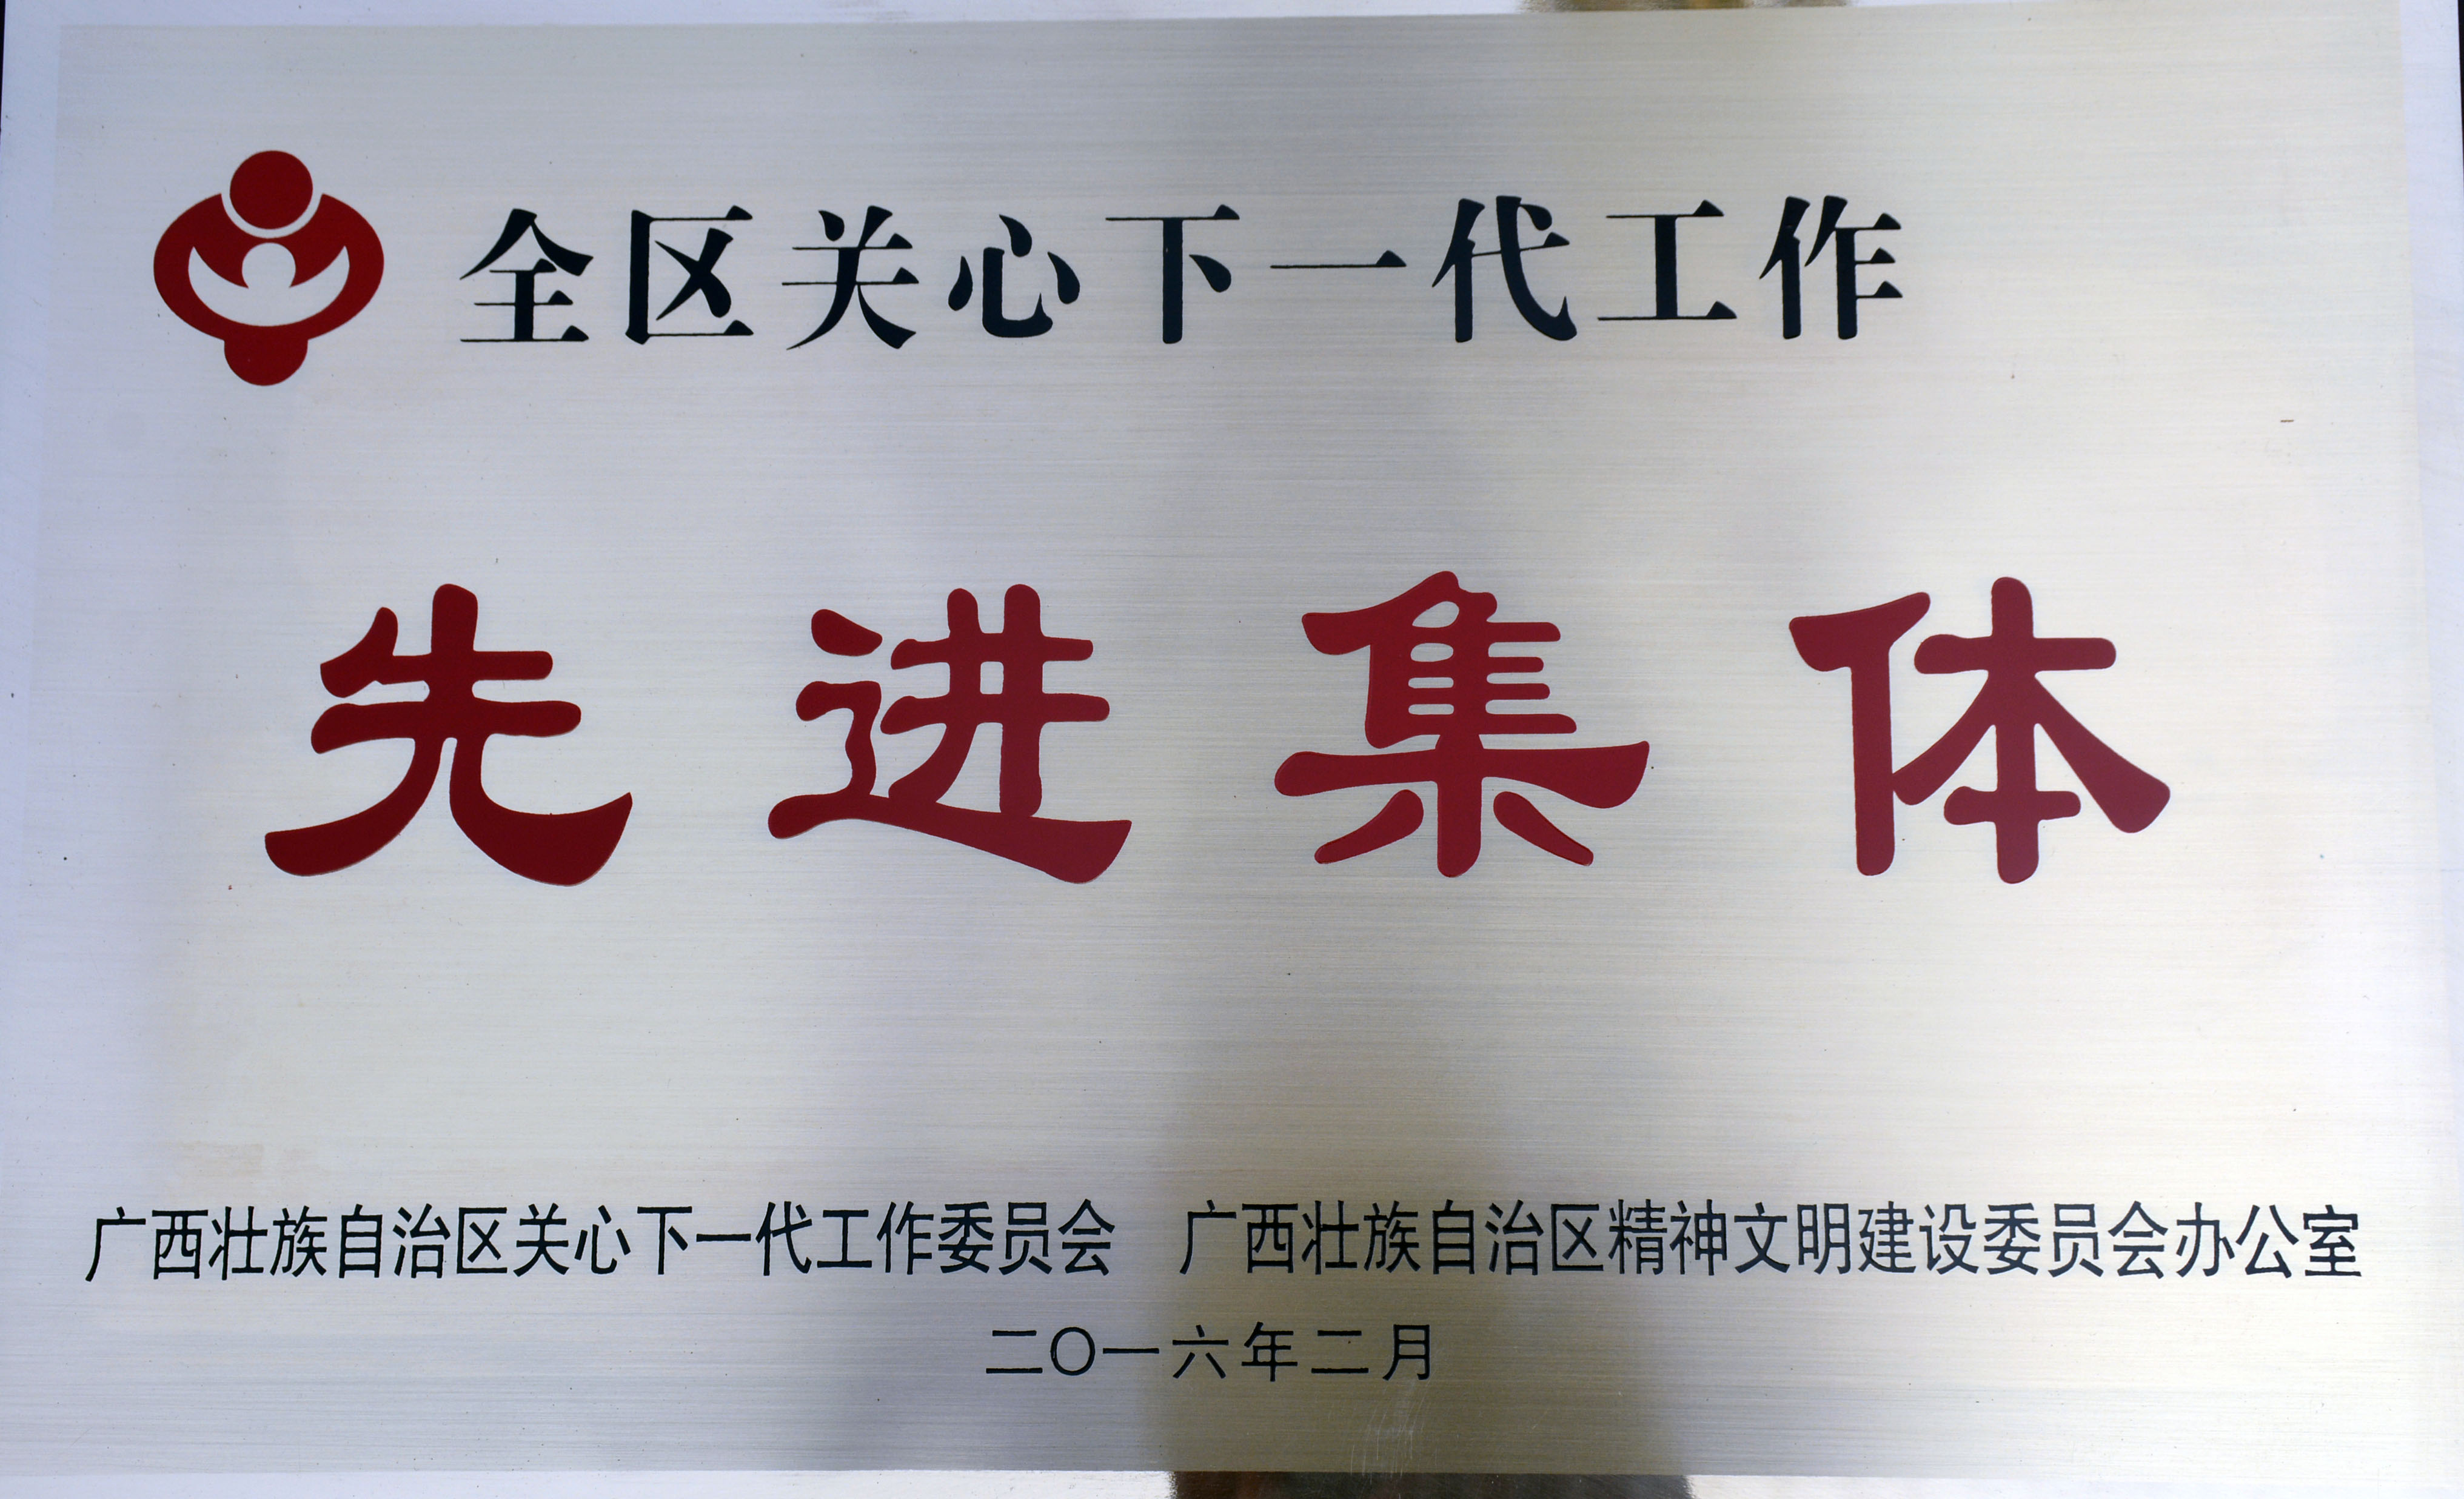 全区关心下一代工作
先进集体
广西壮族自治区关心下一代工作委员会 广西壮族自治区精神文明建设委员会办公室
二〇一六年二月